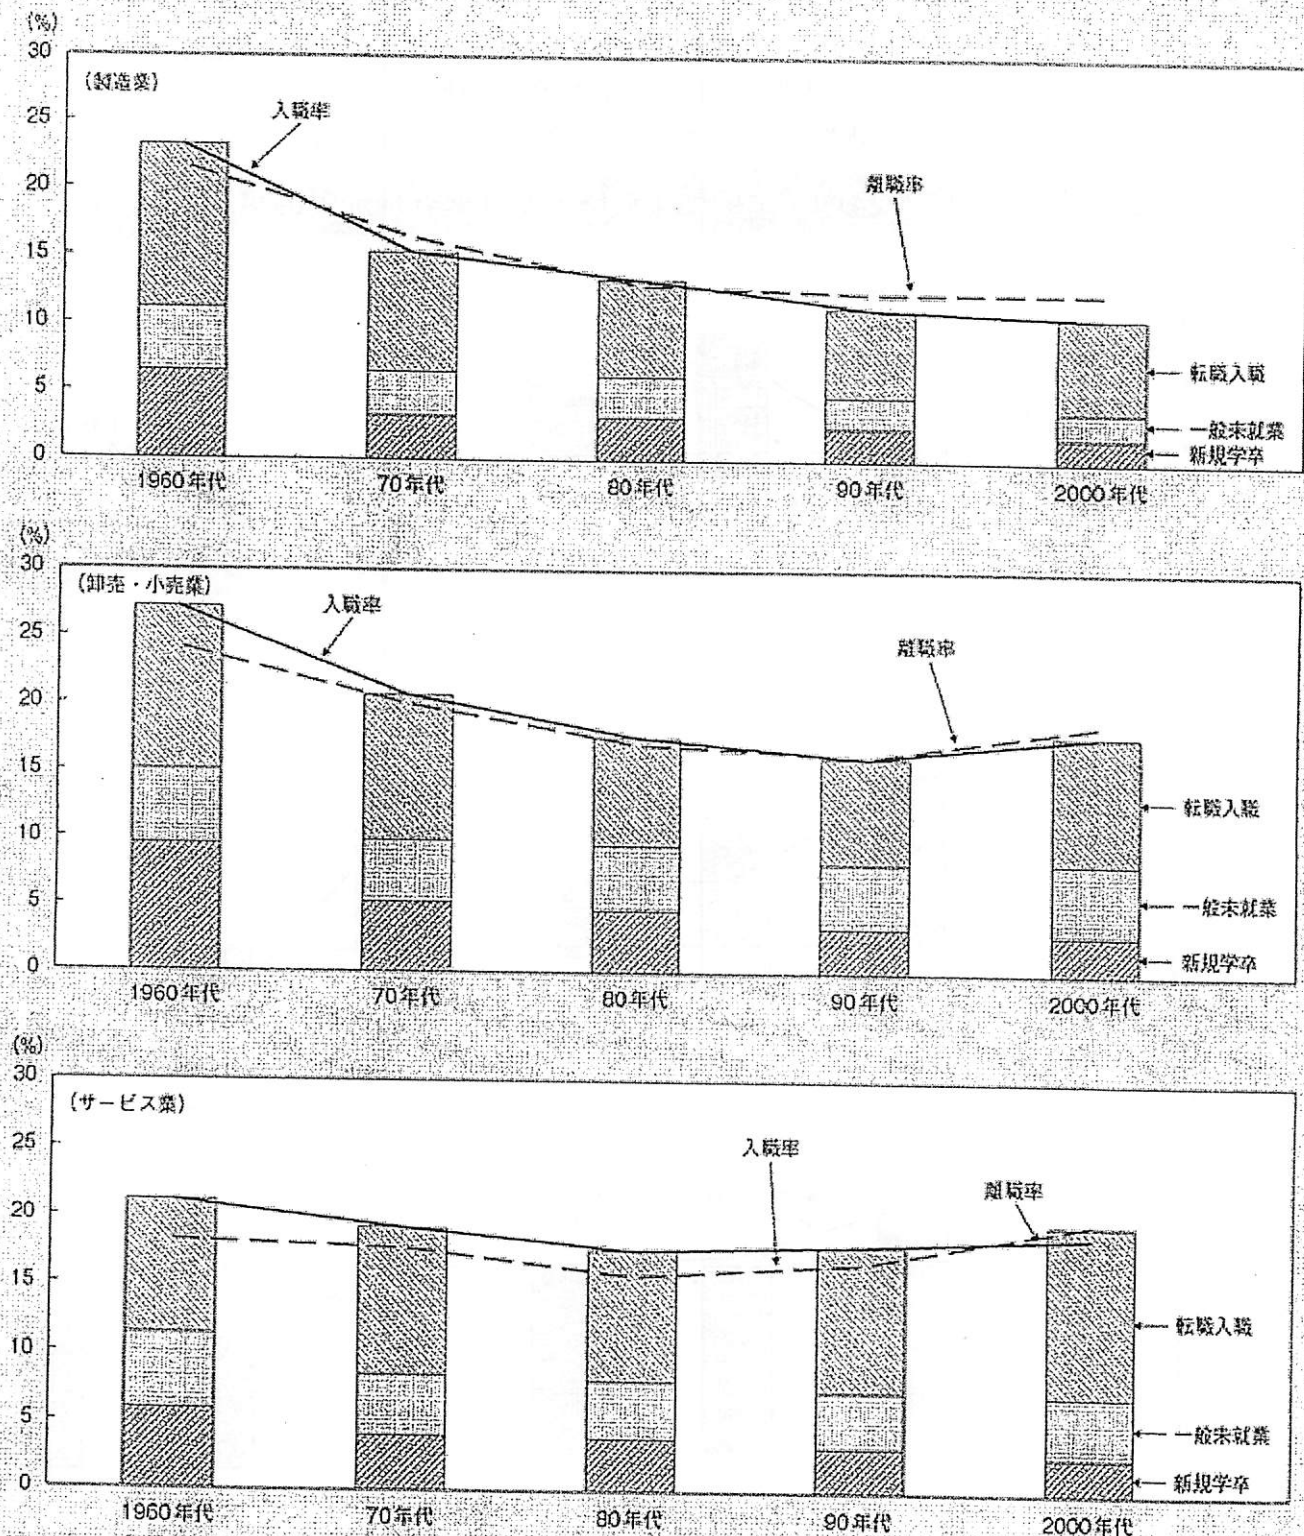 (%)
30
(製造業)
25
入職率
20
離職率
15
10
転職入職
5
一般未就業
0
新規学卒
1960年代
70年代
80年代
90年代
2000年代
(%)
30
(卸売・小売業)
25
入職率
離職率
20
15
転職入職
10
一般未就業
5
新規学卒
0
1960年代
70年代
80年代
90年代
2000年代
(%)
30
(サービス業)
25
入職率
離職率
20
15
転職入職
10
一般未就業
5
新規学卒
0
1960年代
70年代
80年代
90年代
2000年代